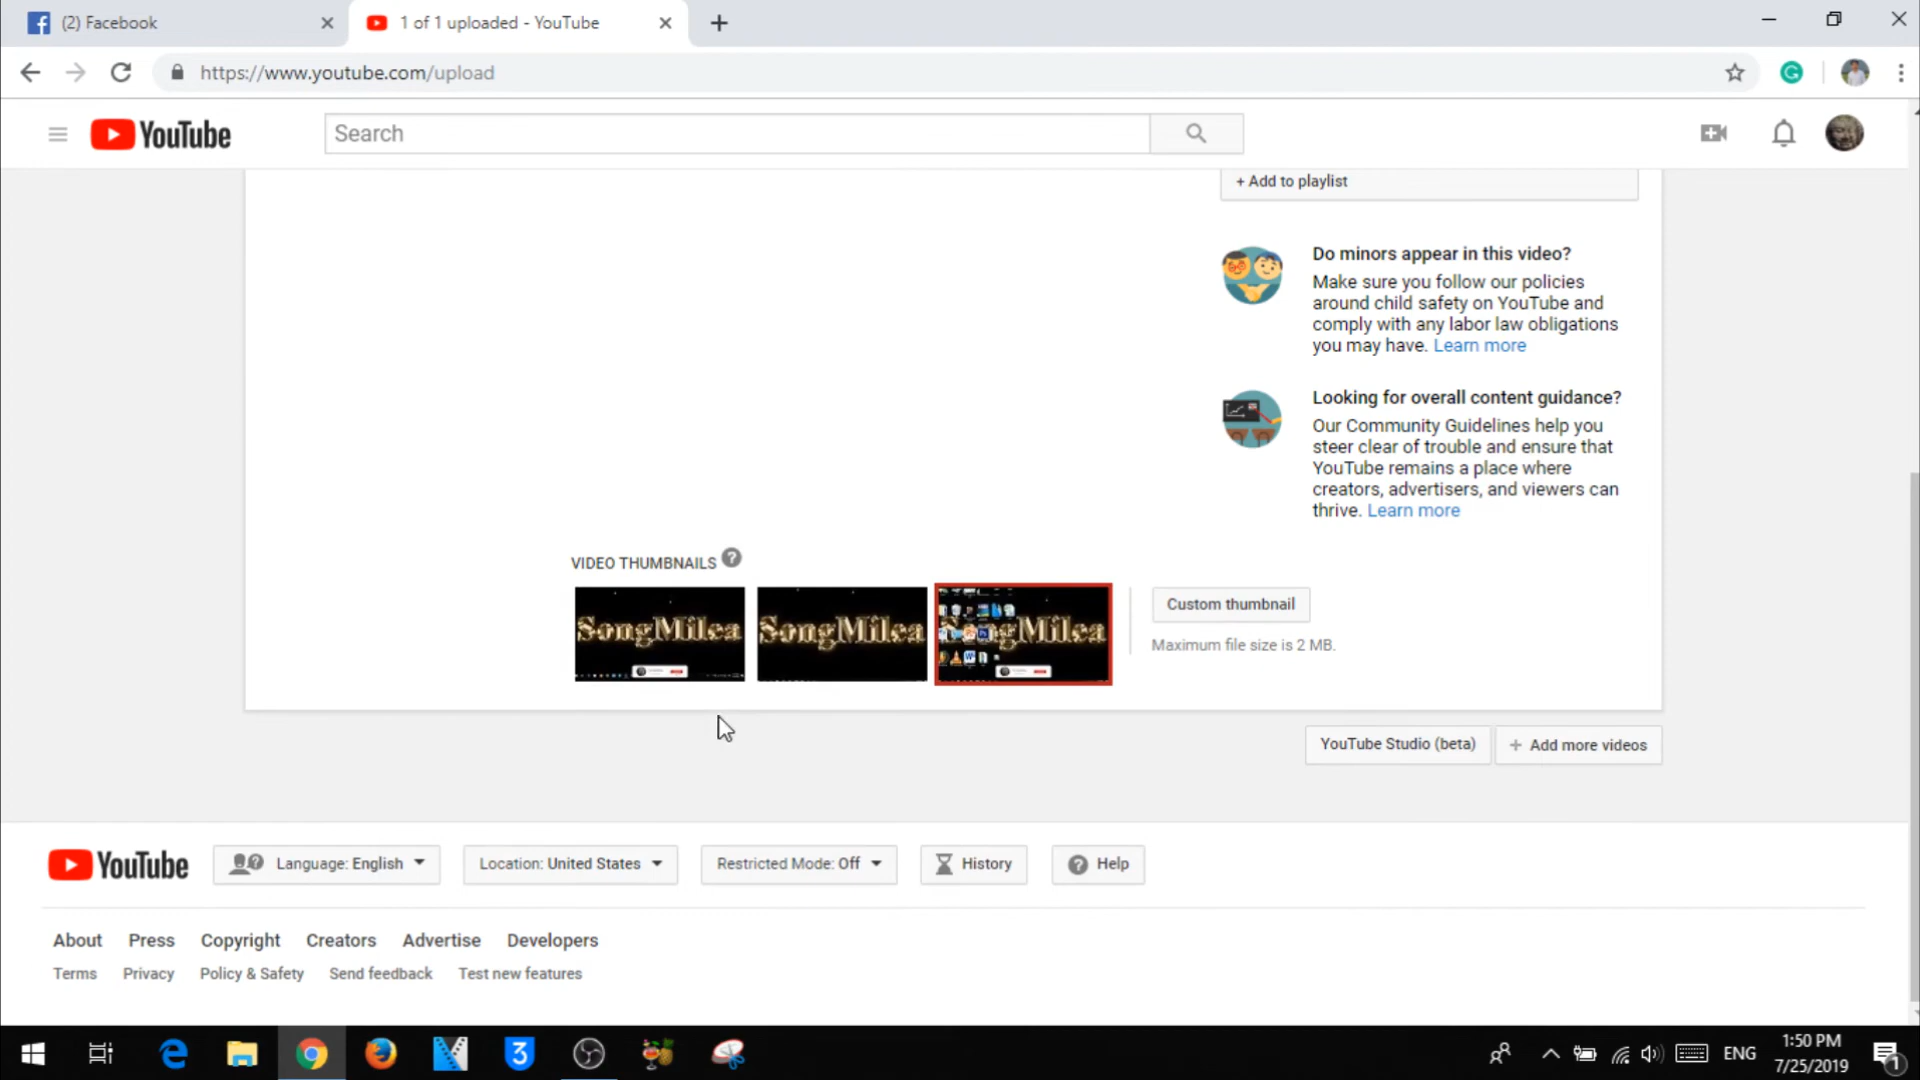 (2) Facebook
1 of 1 uploaded - YouTube
https://www.youtube.com/upload
YouTube
Search
+ Add to playlist
Do minors appear in this video?
Make sure you follow our policies
around child safety on YouTube and
comply with any labor law obligations
you may have. Learn more
Looking for overall content guidance?
Our Community Guidelines help you
steer clear of trouble and ensure that
YouTube remains a place where
creators, advertisers, and viewers can
thrive. Learn more
VIDEO THUMBNAILS ?
SongMilea
SongMilea
Custom thumbnail
Maximum file size is 2 MB.
YouTube Studio (beta)
+ Add more videos
YouTube
Language: English
Location: United States
Restricted Mode: Off
History
Help
About Press Copyright Creators Advertise Developers
Terms Privacy Policy & Safety Send feedback Test new features
ENG
1:50 PM
7/25/2019
1